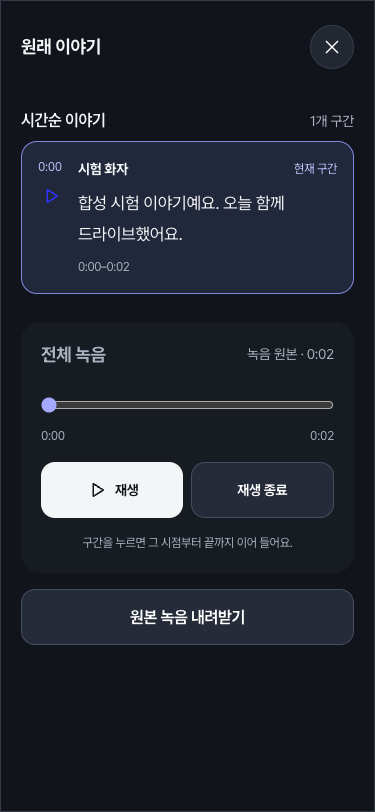 원래 이야기
시간순 이야기
1개 구간
0:00
시험 화자
현재 구간
합성 시험 이야기예요. 오늘 함께
드라이브했어요.
0:00–0:02
전체 녹음
녹음 원본 · 0:02
0:00
0:02
재생
재생 종료
구간을 누르면 그 시점부터 끝까지 이어 들어요.
원본 녹음 내려받기